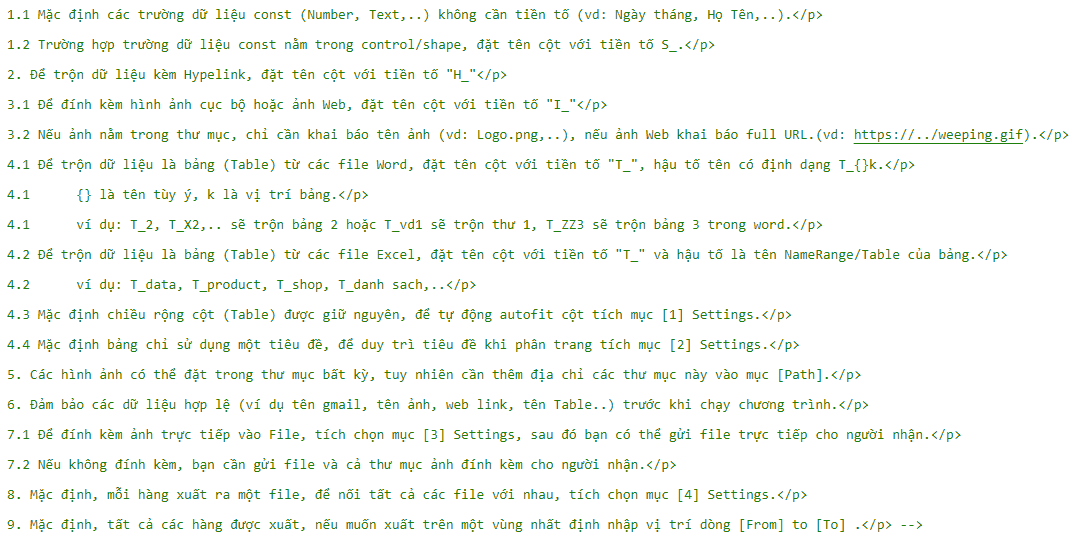 1.1 Mặc định các trường dữ liệu const (Number, Text,..) không cần tiền tố (vd: Ngày tháng, Họ Tên,..).</p>
1.2 Trường hợp trường dữ liệu const nằm trong control/shape, đặt tên cột với tiền tố S_.</p>
2. Để trộn dữ liệu kèm Hypelink, đặt tên cột với tiền tố "H_"</p>
3.1 Để đính kèm hình ảnh cục bộ hoặc ảnh Web, đặt tên cột với tiền tố "I_"</p>
3.2 Nếu ảnh nằm trong thư mục, chỉ cần khai báo tên ảnh (vd: Logo.png,..), nếu ảnh Web khai báo full URL.(vd: https://../weeping.gif).</p>
4.1 Để trộn dữ liệu là bảng (Table) từ các file Word, đặt tên cột với tiền tố "T_", hậu tố tên có định dạng T_{}k.</p>
4.1      {} là tên tùy ý, k là vị trí bảng.</p>
4.1      ví dụ: T_2, T_X2,.. sẽ trộn bảng 2 hoặc T_vd1 sẽ trộn thư 1, T_ZZ3 sẽ trộn bảng 3 trong word.</p>
4.2 Để trộn dữ liệu là bảng (Table) từ các file Excel, đặt tên cột với tiền tố "T_" và hậu tố là tên NameRange/Table của bảng.</p>
4.2      ví dụ: T_data, T_product, T_shop, T_danh sach,..</p>
4.3 Mặc định chiều rộng cột (Table) được giữ nguyên, để tự động autofit cột tích mục [1] Settings.</p>
4.4 Mặc định bảng chỉ sử dụng một tiêu đề, để duy trì tiêu đề khi phân trang tích mục [2] Settings.</p>
5. Các hình ảnh có thể đặt trong thư mục bất kỳ, tuy nhiên cần thêm địa chỉ các thư mục này vào mục [Path].</p>
6. Đảm bảo các dữ liệu hợp lệ (ví dụ tên gmail, tên ảnh, web link, tên Table..) trước khi chạy chương trình.</p>
7.1 Để đính kèm ảnh trực tiếp vào File, tích chọn mục [3] Settings, sau đó bạn có thể gửi file trực tiếp cho người nhận.</p>
7.2 Nếu không đính kèm, bạn cần gửi file và cả thư mục ảnh đính kèm cho người nhận.</p>
8. Mặc định, mỗi hàng xuất ra một file, để nối tất cả các file với nhau, tích chọn mục [4] Settings.</p>
9. Mặc định, tất cả các hàng được xuất, nếu muốn xuất trên một vùng nhất định nhập vị trí dòng [From] to [To] .</p> -->